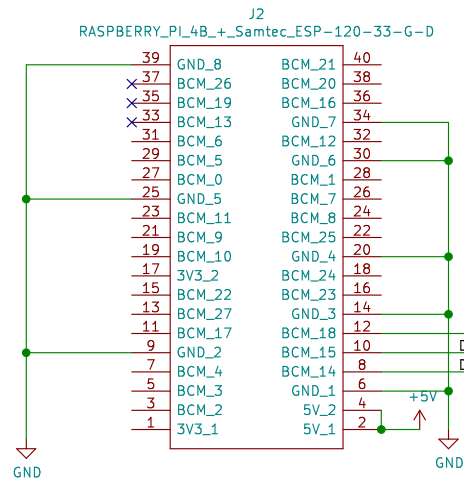 J2
RASPBERRY_PI_4B_+_Samtec_ESP-120-33-G-D
39 GND_8 BCM_21 40
37 BCM_26 BCM_20 38
35 BCM_19 BCM_16 36
33 BCM_13 GND_7 34
31 BCM_6 BCM_12 32
29 BCM_5 GND_6 30
27 BCM_0 BCM_1 28
25 GND_5 BCM_7 26
23 BCM_11 BCM_8 24
21 BCM_9 BCM_25 22
19 BCM_10 GND_4 20
17 3V3_2 BCM_24 18
15 BCM_22 BCM_23 16
13 BCM_27 GND_3 14
11 BCM_17 BCM_18 12
9 GND_2 BCM_15 10
7 BCM_4 BCM_14 8
5 BCM_3 GND_1 6
3 BCM_2 5V_2 4
1 3V3_1 5V_1 2
+5V
GND
GND